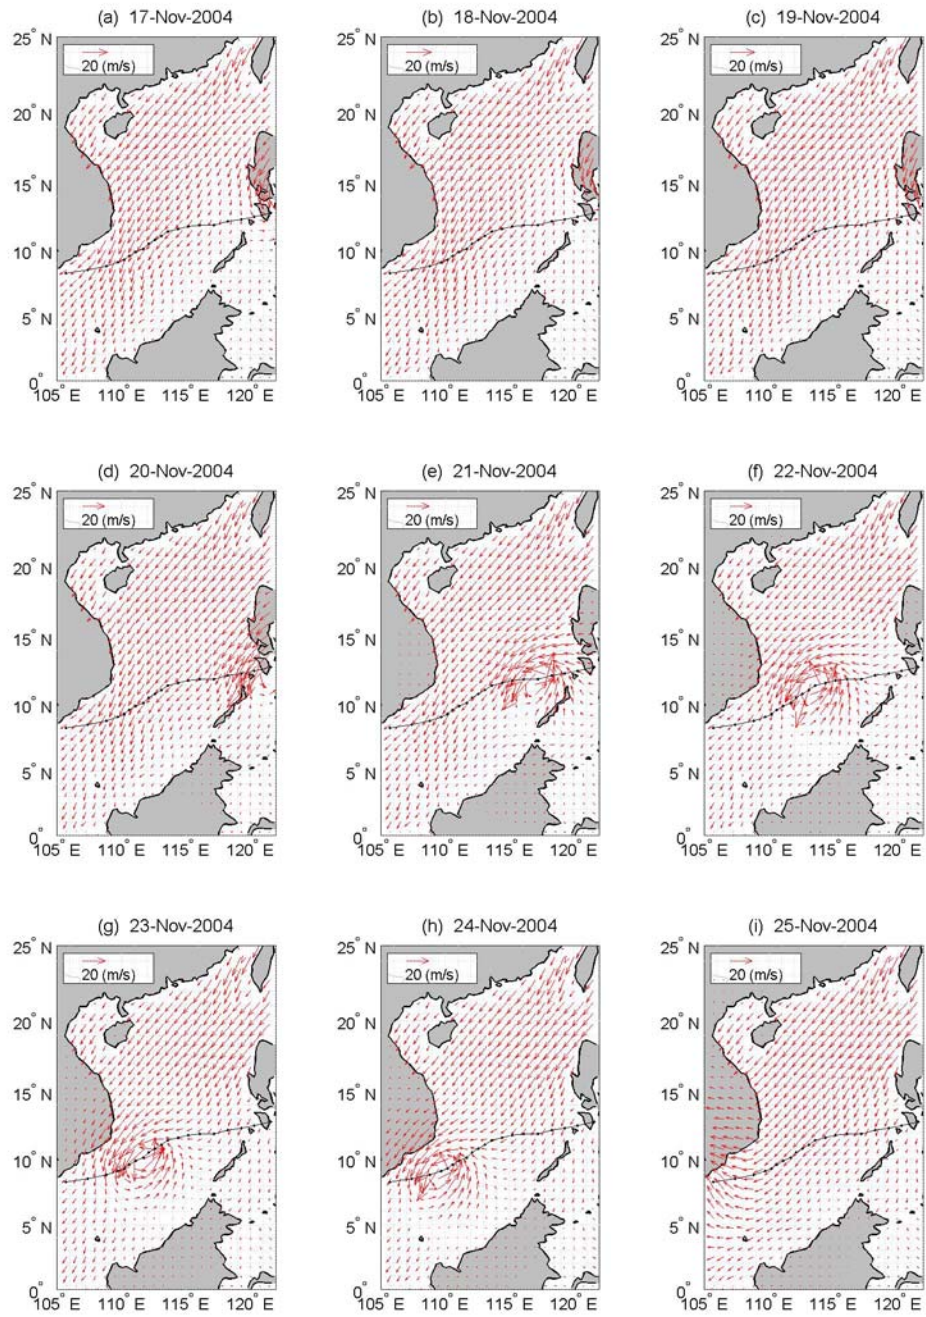 (a) 17-Nov-2004
(b) 18-Nov-2004
(c) 19-Nov-2004
25° N
20 (m/s)
20° N
15° N
10° N
5° N
0°
105° E 110° E 115° E 120° E
25° N
20 (m/s)
20° N
15° N
10° N
5° N
0°
105° E 110° E 115° E 120° E
25° N
20 (m/s)
20° N
15° N
10° N
5° N
0°
105° E 110° E 115° E 120° E
(d) 20-Nov-2004
(e) 21-Nov-2004
(f) 22-Nov-2004
25° N
20 (m/s)
20° N
15° N
10° N
5° N
0°
105° E 110° E 115° E 120° E
25° N
20 (m/s)
20° N
15° N
10° N
5° N
0°
105° E 110° E 115° E 120° E
25° N
20 (m/s)
20° N
15° N
10° N
5° N
0°
105° E 110° E 115° E 120° E
(g) 23-Nov-2004
(h) 24-Nov-2004
(i) 25-Nov-2004
25° N
20 (m/s)
20° N
15° N
10° N
5° N
0°
105° E 110° E 115° E 120° E
25° N
20 (m/s)
20° N
15° N
10° N
5° N
0°
105° E 110° E 115° E 120° E
25° N
20 (m/s)
20° N
15° N
10° N
5° N
0°
105° E 110° E 115° E 120° E